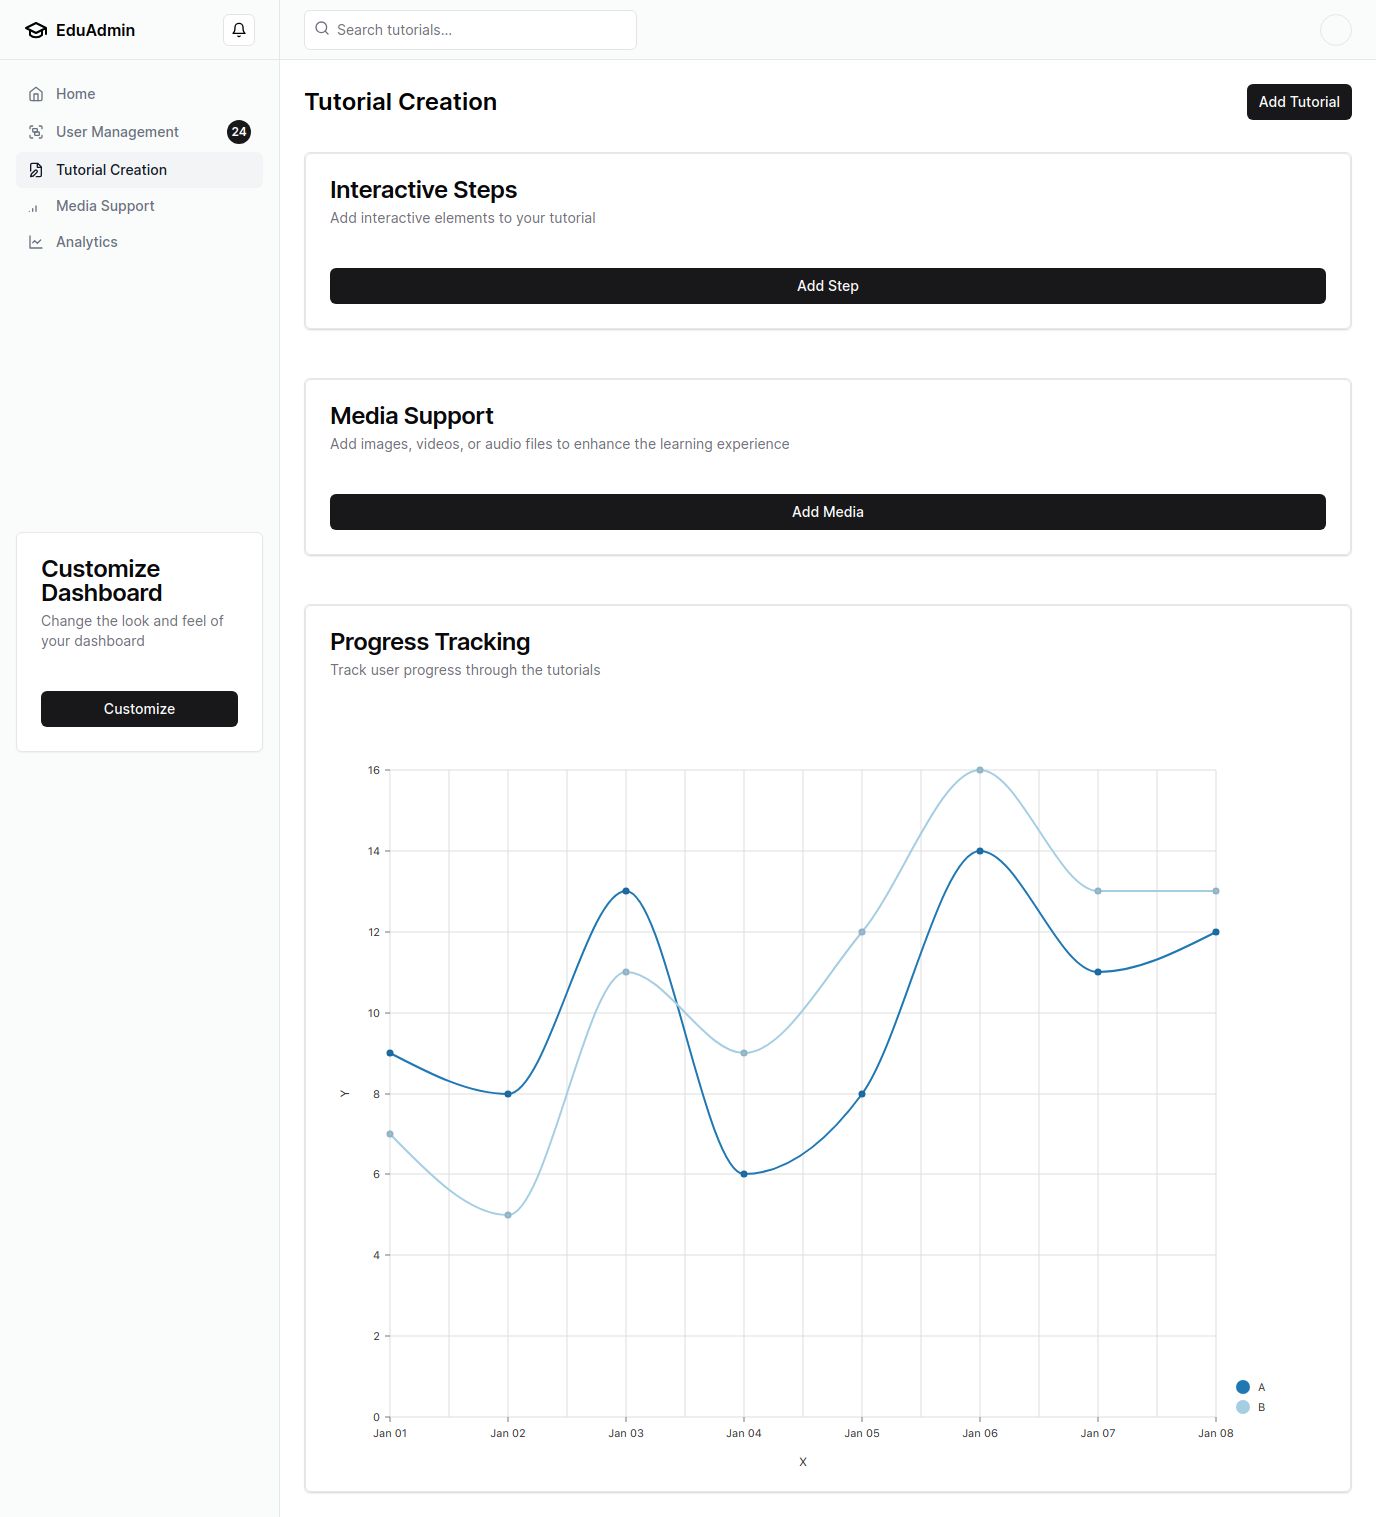 EduAdmin
Search tutorials...
Home
User Management 24
Tutorial Creation
Media Support
Analytics
Customize
Dashboard
Change the look and feel of
your dashboard
Customize
Tutorial Creation
Add Tutorial
Interactive Steps
Add interactive elements to your tutorial
Add Step
Media Support
Add images, videos, or audio files to enhance the learning experience
Add Media
Progress Tracking
Track user progress through the tutorials
16
14
12
10
8
6
4
2
0
Y
Jan 01 Jan 02 Jan 03 Jan 04 Jan 05 Jan 06 Jan 07 Jan 08
X
A
B